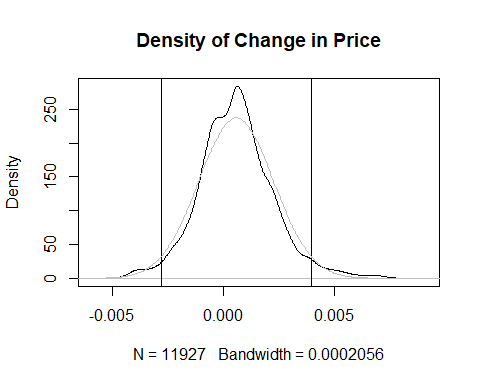 Density of Change in Price
Density
250
150
50
0
-0.005 0.000 0.005
N = 11927 Bandwidth = 0.0002056